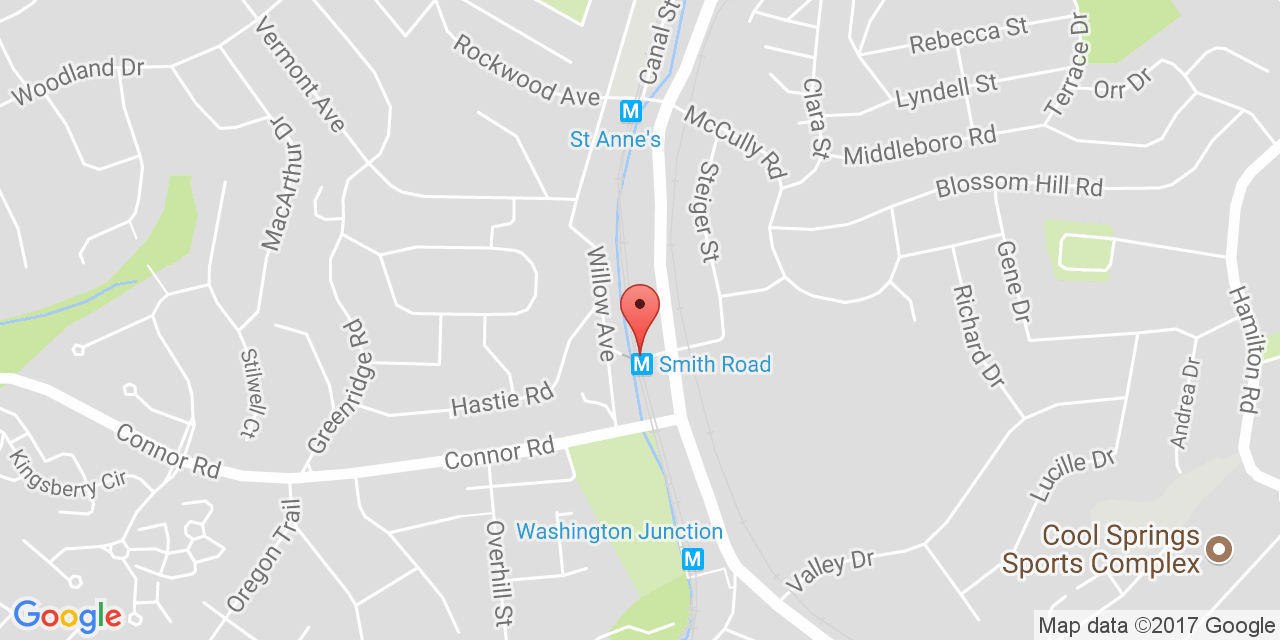 Canal St
Rebecca St
Vermont Ave
Rockwood Ave
Woodland Dr
Terrace Dr
Orr Dr
Lyndell St
Clara St
M
St Anne's
McCully Rd
Middleboro Rd
MacArthur Dr
Steiger St
Blossom Hill Rd
Willow Ave
Gene Dr
Richard Dr
Hamilton Rd
Greenridge Rd
Stilwell Ct
M
Smith Road
Hastie Rd
Andrea Dr
Connor Rd
Connor Rd
Kingsberry Cir
Lucille Dr
Oregon Trail
Overhill St
Washington Junction
M
Valley Dr
Cool Springs
Sports Complex
Google
Map data ©2017 Google